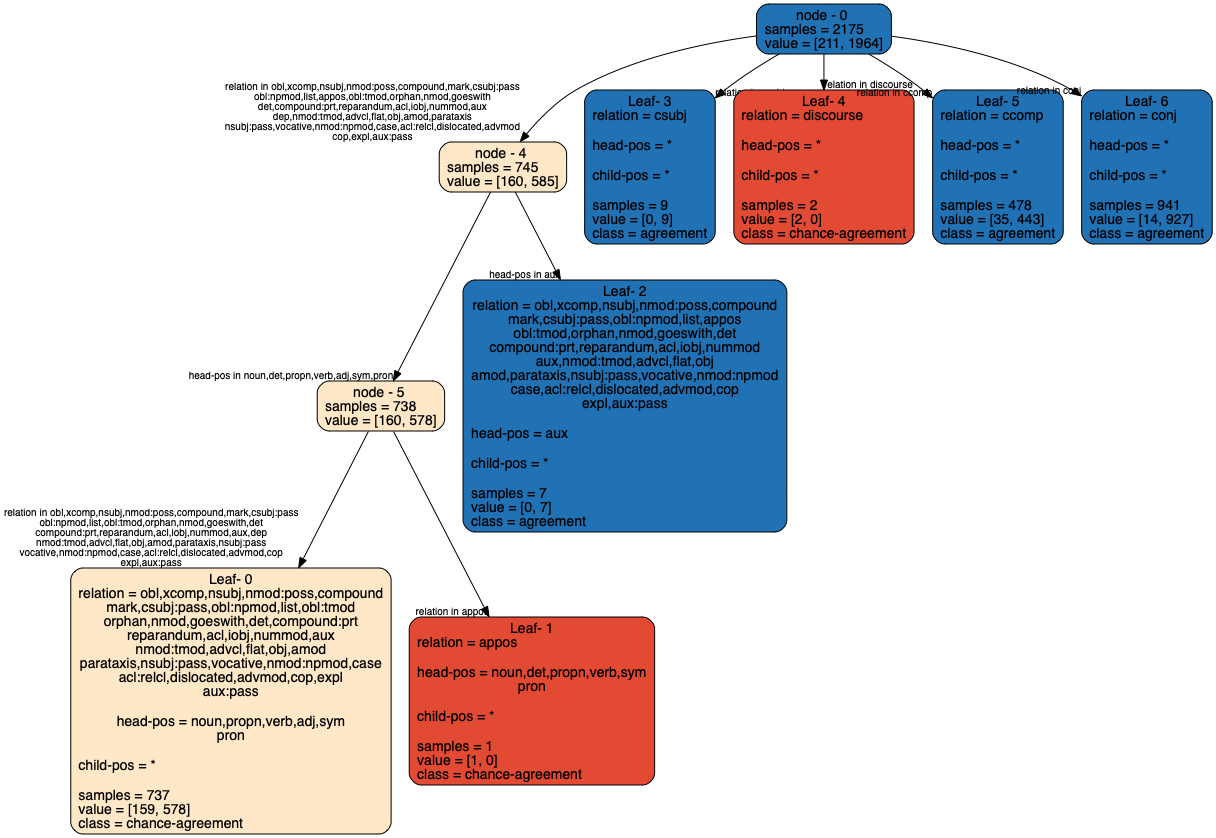 node - 0
samples = 2175
value = [211, 1964]
relation in obl,xcomp,nsubj,nmod:poss,compound,mark,csubj:pass
obl:npmod,list,appos,obl:tmod,orphan,nmod,goeswith
det,compound:prt,reparandum,acl,iobj,nummod,aux
dep,nmod:tmod,advcl,flat,obj,amod,parataxis
nsubj:pass,vocative,nmod:npmod,case,acl:relcl,dislocated,advmod
cop,expl,aux:pass
relation in discourse
relation in ccomp
relation in conj
node - 4
samples = 745
value = [160, 585]
Leaf- 3
relation = csubj
head-pos = *
child-pos = *
samples = 9
value = [0, 9]
class = agreement
Leaf- 4
relation = discourse
head-pos = *
child-pos = *
samples = 2
value = [2, 0]
class = chance-agreement
Leaf- 5
relation = ccomp
head-pos = *
child-pos = *
samples = 478
value = [35, 443]
class = agreement
Leaf- 6
relation = conj
head-pos = *
child-pos = *
samples = 941
value = [14, 927]
class = agreement
head-pos in aux
Leaf- 2
relation = obl,xcomp,nsubj,nmod:poss,compound
mark,csubj:pass,obl:npmod,list,appos
obl:tmod,orphan,nmod,goeswith,det
compound:prt,reparandum,acl,iobj,nummod
aux,nmod:tmod,advcl,flat,obj
amod,parataxis,nsubj:pass,vocative,nmod:npmod
case,acl:relcl,dislocated,advmod,cop
expl,aux:pass
head-pos = aux
child-pos = *
samples = 7
value = [0, 7]
class = agreement
head-pos in noun,det,propn,verb,adj,sym,pron
node - 5
samples = 738
value = [160, 578]
relation in obl,xcomp,nsubj,nmod:poss,compound,mark,csubj:pass
obl:npmod,list,obl:tmod,orphan,nmod,goeswith,det
compound:prt,reparandum,acl,iobj,nummod,aux,dep
nmod:tmod,advcl,flat,obj,amod,parataxis,nsubj:pass
vocative,nmod:npmod,case,acl:relcl,dislocated,advmod,cop
expl,aux:pass
Leaf- 0
relation = obl,xcomp,nsubj,nmod:poss,compound
mark,csubj:pass,obl:npmod,list,obl:tmod
orphan,nmod,goeswith,det,compound:prt
reparandum,acl,iobj,nummod,aux
nmod:tmod,advcl,flat,obj,amod
parataxis,nsubj:pass,vocative,nmod:npmod,case
acl:relcl,dislocated,advmod,cop,expl
aux:pass
head-pos = noun,propn,verb,adj,sym
pron
child-pos = *
samples = 737
value = [159, 578]
class = chance-agreement
relation in appos
Leaf- 1
relation = appos
head-pos = noun,det,propn,verb,sym
pron
child-pos = *
samples = 1
value = [1, 0]
class = chance-agreement